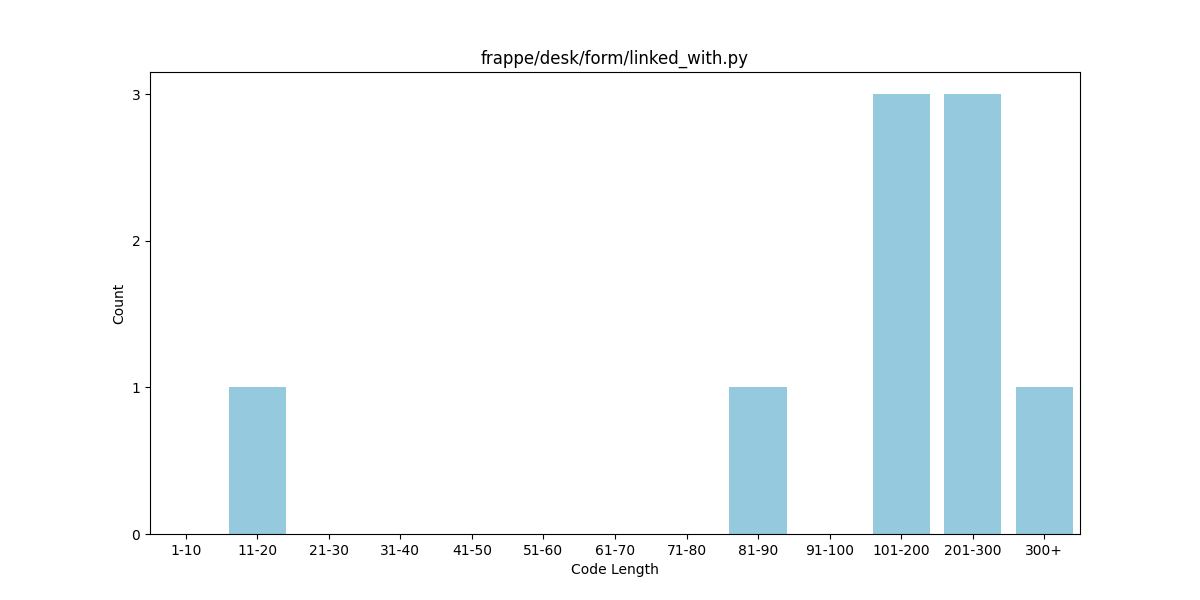 frappe/desk/form/linked_with.py
3
2
1
0
Count
1-10 11-20 21-30 31-40 41-50 51-60 61-70 71-80 81-90 91-100 101-200 201-300 300+
Code Length